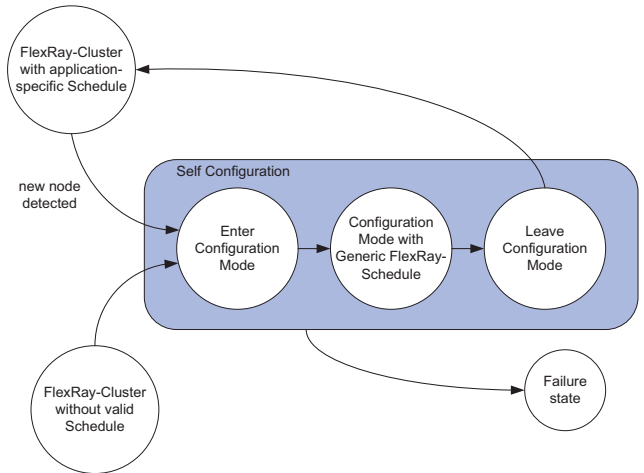 FlexRay-Cluster
with application-
specific Schedule
new node
detected
Self Configuration
Enter
Configuration
Mode
Configuration
Mode with
Generic FlexRay-
Schedule
Leave
Configuration
Mode
FlexRay-Cluster
without valid
Schedule
Failure
state